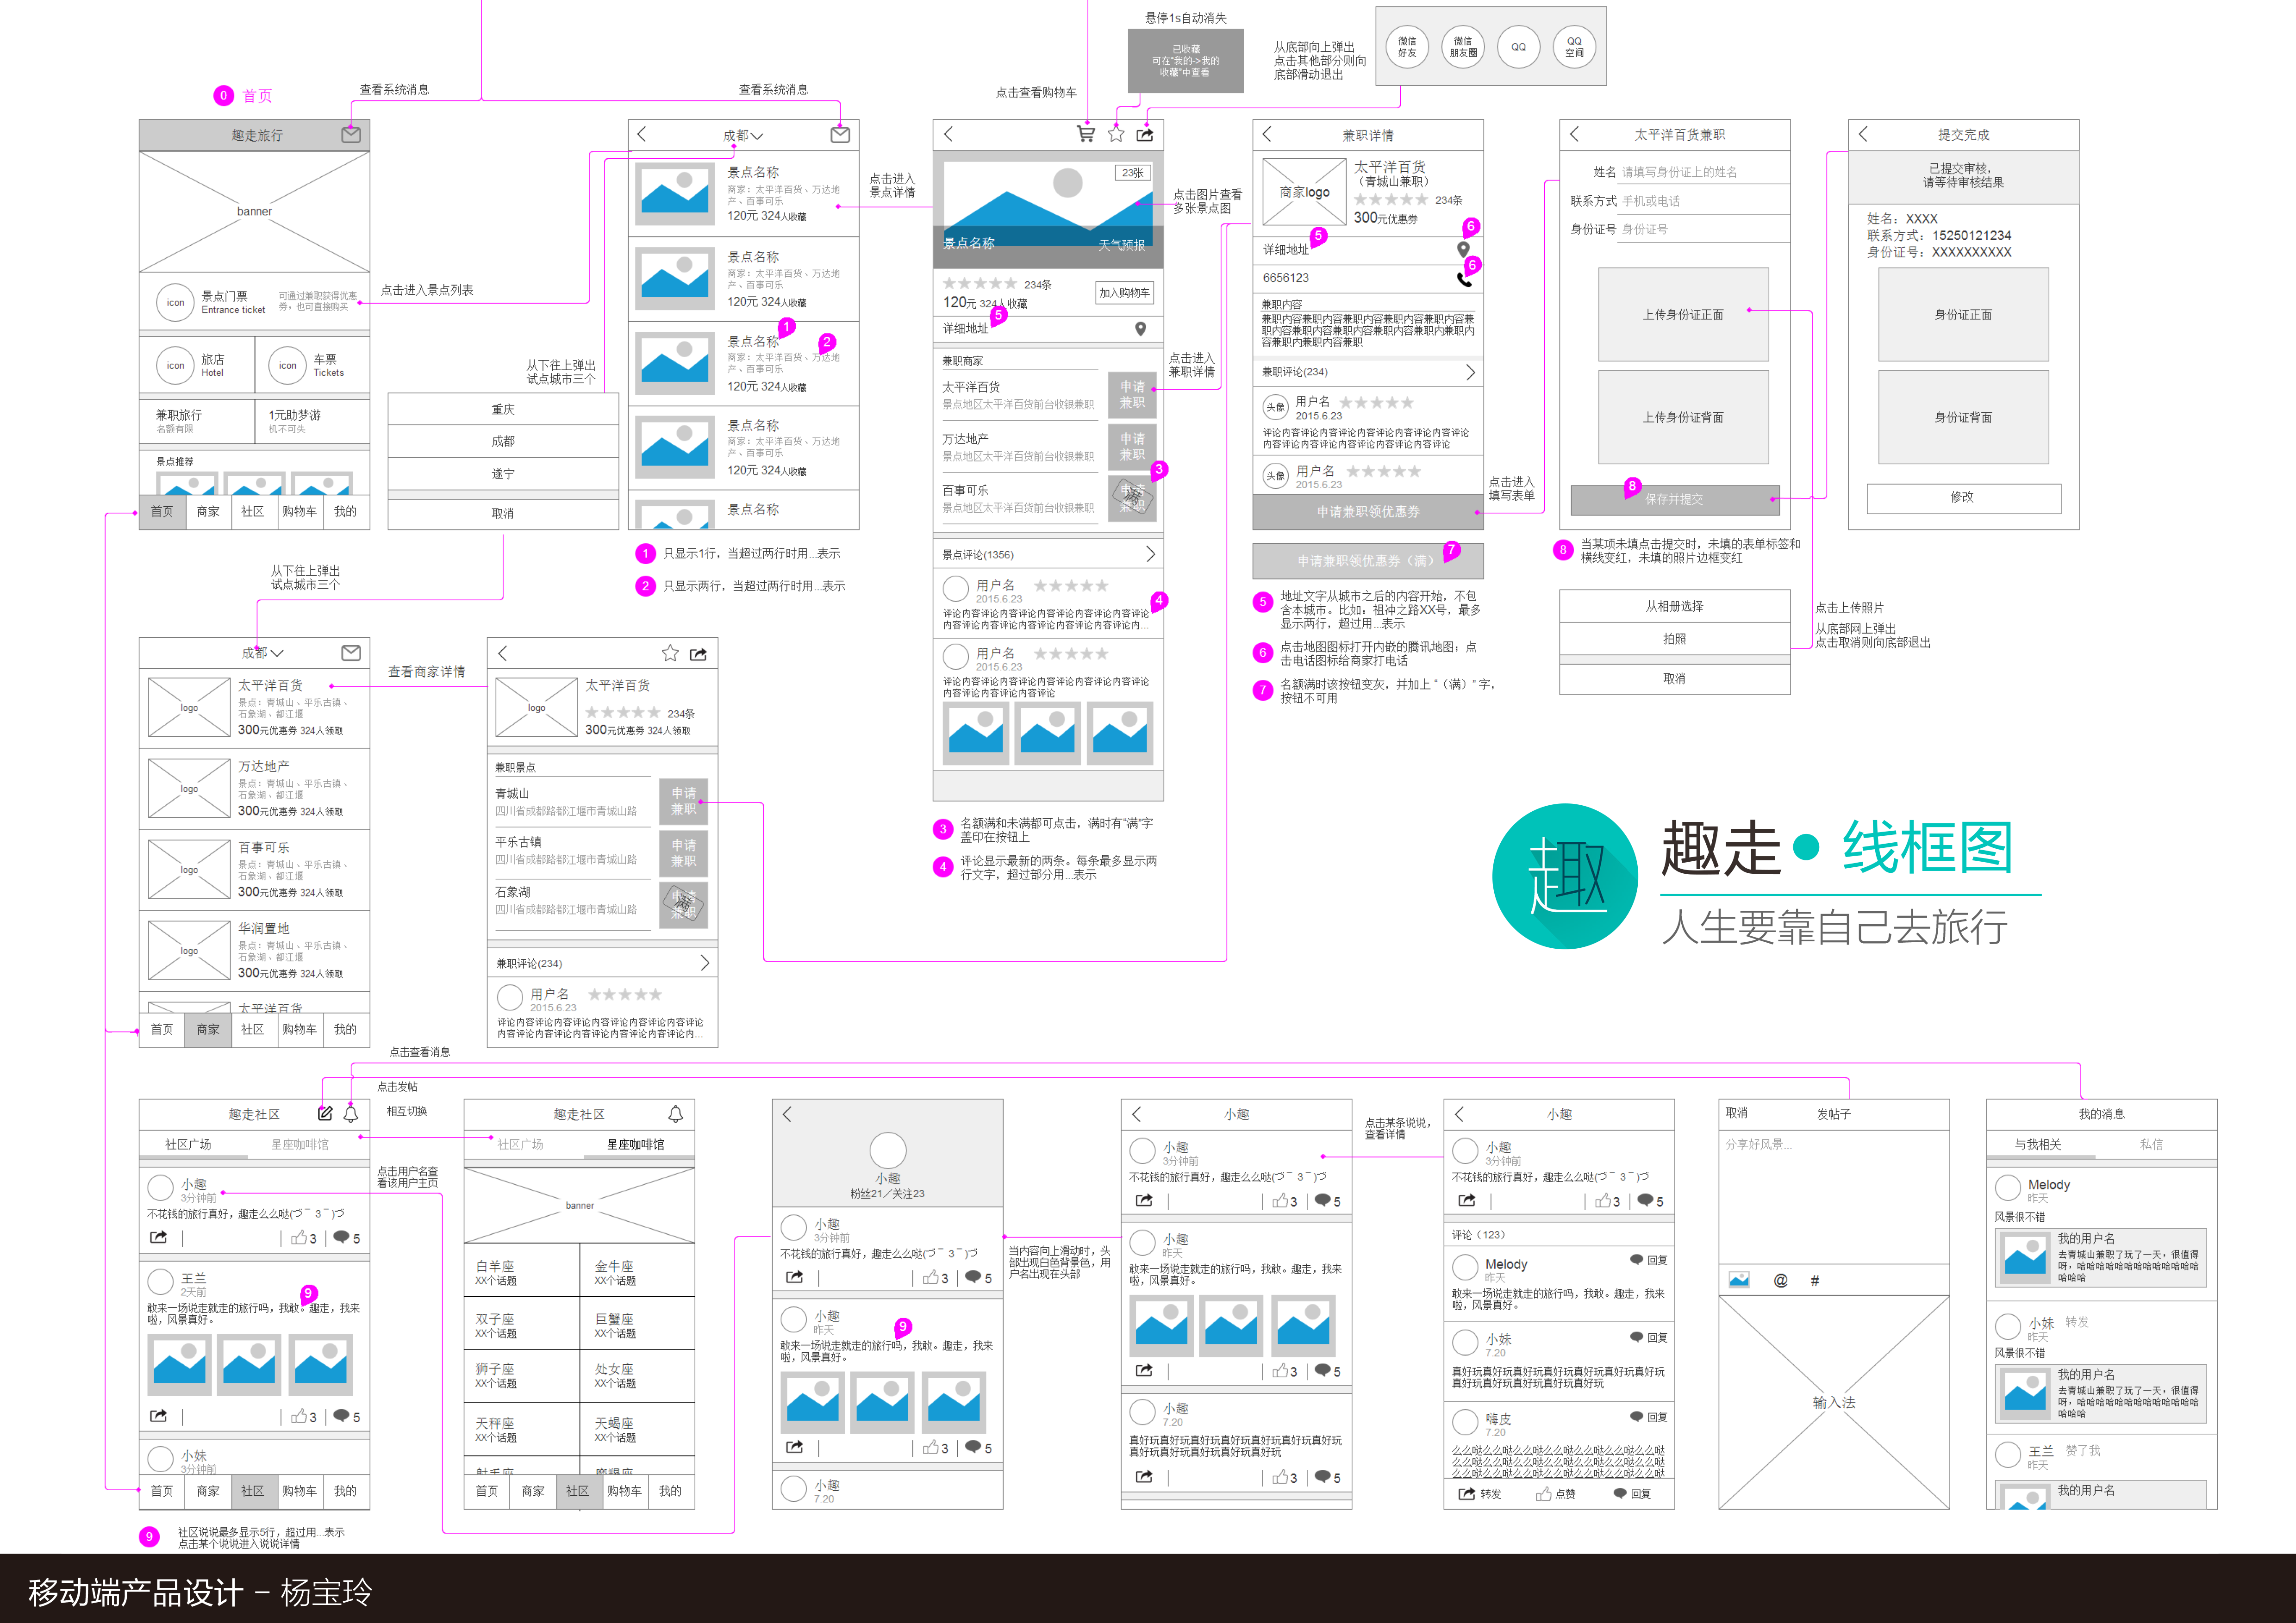 悬停1s自动消失
已收藏
可在“我的->我的
收藏”中查看
从底部向上弹出
点击其他部分则向
底部滑动退出
微信
好友
微信
朋友圈
QQ
QQ
空间
0 首页
查看系统消息
查看系统消息
点击查看购物车
趣走旅行
banner
icon
景点门票
Entrance ticket
可通过兼职获得优惠
券，也可直接购买
icon
旅店
Hotel
icon
车票
Tickets
兼职旅行
名额有限
1元助梦游
机不可失
景点推荐
首页 商家 社区 购物车 我的
点击进入景点列表
从下往上弹出
试点城市三个
重庆
成都
遂宁
取消
成都
景点名称
商家：太平洋百货、万达地
产、百事可乐
120元 324人收藏
景点名称
商家：太平洋百货、万达地
产、百事可乐
120元 324人收藏
1
2
景点名称
商家：太平洋百货、万达地
产、百事可乐
120元 324人收藏
景点名称
商家：太平洋百货、万达地
产、百事可乐
120元 324人收藏
景点名称
1 只显示1行，当超过两行时用...表示
2 只显示两行，当超过两行时用...表示
点击进入
景点详情
23张
景点名称 天气预报
234条
120元 324人收藏
加入购物车
5
详细地址
兼职商家
太平洋百货
景点地区太平洋百货前台收银兼职
申请
兼职
万达地产
景点地区太平洋百货前台收银兼职
申请
兼职
3
百事可乐
景点地区太平洋百货前台收银兼职
申请
兼职
满
景点评论(1356)
用户名
2015.6.23
4
评论内容评论内容评论内容评论内容评论内容评论
内容评论内容评论内容评论内容评论内容评论内...
用户名
2015.6.23
评论内容评论内容评论内容评论内容评论内容评论
内容评论内容评论内容评论
3 名额满和未满都可点击，满时有“满”字
盖印在按钮上
4 评论显示最新的两条。每条最多显示两
行文字，超过部分用...表示
点击图片查看
多张景点图
点击进入
兼职详情
兼职详情
商家logo
太平洋百货
（青城山兼职）
234条
300元优惠券
5
6
详细地址
6
6656123
兼职内容
兼职内容兼职内容兼职内容兼职内容兼职内容兼
职内容兼职内容兼职内容兼职内容兼职内兼职内
容兼职内兼职内容兼职
兼职评论(234)
头像
用户名
2015.6.23
评论内容评论内容评论内容评论内容评论内容评论
内容评论内容评论内容评论内容评论内容评论
头像
用户名
2015.6.23
申请兼职领优惠券
申请兼职领优惠券（满）
7
5 地址文字从城市之后的内容开始，不包
含本城市。比如：祖冲之路XX号，最多
显示两行，超过用...表示
6 点击地图图标打开内嵌的腾讯地图；点
击电话图标给商家打电话
7 名额满时该按钮变灰，并加上“（满）”字，
按钮不可用
点击进入
填写表单
太平洋百货兼职
姓名 请填写身份证上的姓名
联系方式 手机或电话
身份证号 身份证号
上传身份证正面
上传身份证背面
8
保存并提交
8 当某项未填点击提交时，未填的表单标签和
横线变红，未填的照片边框变红
从相册选择
拍照
取消
点击上传照片
从底部网上弹出
点击取消则向底部退出
提交完成
已提交审核，
请等待审核结果
姓名：XXXX
联系方式：15250121234
身份证号：XXXXXXXXXX
身份证正面
身份证背面
修改
从下往上弹出
试点城市三个
成都
logo
太平洋百货
景点：青城山、平乐古镇、
石象湖、都江堰
300元优惠券 324人领取
logo
万达地产
景点：青城山、平乐古镇、
石象湖、都江堰
300元优惠券 324人领取
logo
百事可乐
景点：青城山、平乐古镇、
石象湖、都江堰
300元优惠券 324人领取
logo
华润置地
景点：青城山、平乐古镇、
石象湖、都江堰
300元优惠券 324人领取
太平洋百货
首页 商家 社区 购物车 我的
查看商家详情
logo
太平洋百货
234条
300元优惠券 324人领取
兼职景点
青城山
四川省成都路都江堰市青城山路
申请
兼职
平乐古镇
四川省成都路都江堰市青城山路
申请
兼职
石象湖
四川省成都路都江堰市青城山路
申请
兼职
满
兼职评论(234)
用户名
2015.6.23
评论内容评论内容评论内容评论内容评论内容评论
内容评论内容评论内容评论内容评论内容评论内...
趣
趣走 线框图
人生要靠自己去旅行
点击查看消息
点击发帖
相互切换
点击用户名查
看该用户主页
趣走社区
社区广场 星座咖啡馆
小趣
3分钟前
不花钱的旅行真好，趣走么么哒(づ￣ 3￣)づ
3 5
王兰
2天前
9
敢来一场说走就走的旅行吗，我敢。趣走，我来
啦，风景真好。
3 5
小妹
3分钟前
首页 商家 社区 购物车 我的
9 社区说说最多显示5行，超过用...表示
点击某个说说进入说说详情
趣走社区
社区广场 星座咖啡馆
banner
白羊座
XX个话题
金牛座
XX个话题
双子座
XX个话题
巨蟹座
XX个话题
狮子座
XX个话题
处女座
XX个话题
天秤座
XX个话题
天蝎座
XX个话题
射手座 魔羯座
首页 商家 社区 购物车 我的
小趣
粉丝21／关注23
小趣
3分钟前
不花钱的旅行真好，趣走么么哒(づ￣ 3￣)づ
3 5
小趣
昨天
9
敢来一场说走就走的旅行吗，我敢。趣走，我来
啦，风景真好。
3 5
小趣
7.20
当内容向上滑动时，头
部出现白色背景色，用
户名出现在头部
小趣
小趣
3分钟前
不花钱的旅行真好，趣走么么哒(づ￣ 3￣)づ
3 5
小趣
昨天
敢来一场说走就走的旅行吗，我敢。趣走，我来
啦，风景真好。
3 5
小趣
7.20
真好玩真好玩真好玩真好玩真好玩真好玩真好玩
真好玩真好玩真好玩真好玩真好玩
3 5
点击某条说说，
查看详情
小趣
小趣
3分钟前
不花钱的旅行真好，趣走么么哒(づ￣ 3￣)づ
3 5
评论（123）
Melody
昨天
回复
敢来一场说走就走的旅行吗，我敢。趣走，我来
啦，风景真好。
小妹
7.20
回复
真好玩真好玩真好玩真好玩真好玩真好玩真好玩
真好玩真好玩真好玩真好玩真好玩
嗨皮
7.20
回复
么么哒么么哒么么哒么么哒么么哒么么哒么么哒
么么哒么么哒么么哒么么哒么么哒么么哒么么哒
么么哒么么哒么么哒么么哒么么哒么么哒么么哒
转发 点赞 回复
取消 发帖子
分享好风景...
@ #
输入法
我的消息
与我相关 私信
Melody
昨天
风景很不错
我的用户名
去青城山兼职了玩了一天，很值得
呀，哈哈哈哈哈哈哈哈哈哈哈哈哈
哈哈哈
小妹 转发
昨天
风景很不错
我的用户名
去青城山兼职了玩了一天，很值得
呀，哈哈哈哈哈哈哈哈哈哈哈哈哈
哈哈哈
王兰 赞了我
昨天
我的用户名
移动端产品设计 – 杨宝玲